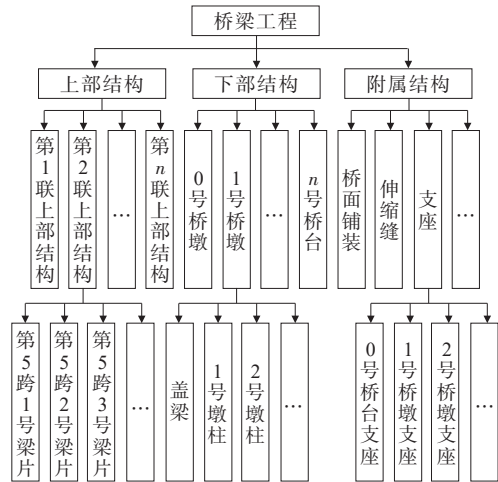 桥梁工程
上部结构
下部结构
附属结构
第1联上部结构
第2联上部结构
…
第n联上部结构
0号桥墩
1号桥墩
…
n号桥台
桥面铺装
伸缩缝
支座
…
第5跨1号梁片
第5跨2号梁片
第5跨3号梁片
…
盖梁
1号墩柱
2号墩柱
…
0号桥台支座
1号桥墩支座
2号桥墩支座
…